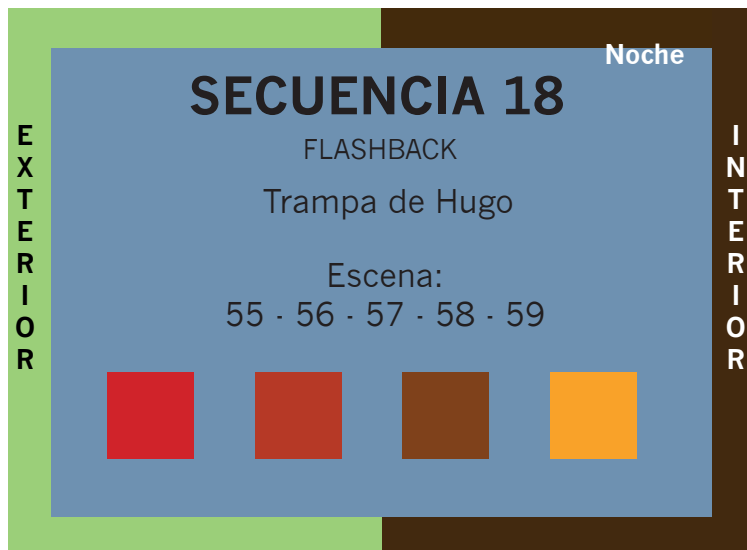 Noche
SECUENCIA 18
FLASHBACK
Trampa de Hugo
Escena:
55 - 56 - 57 - 58 - 59
EXTERIOR
INTERIOR